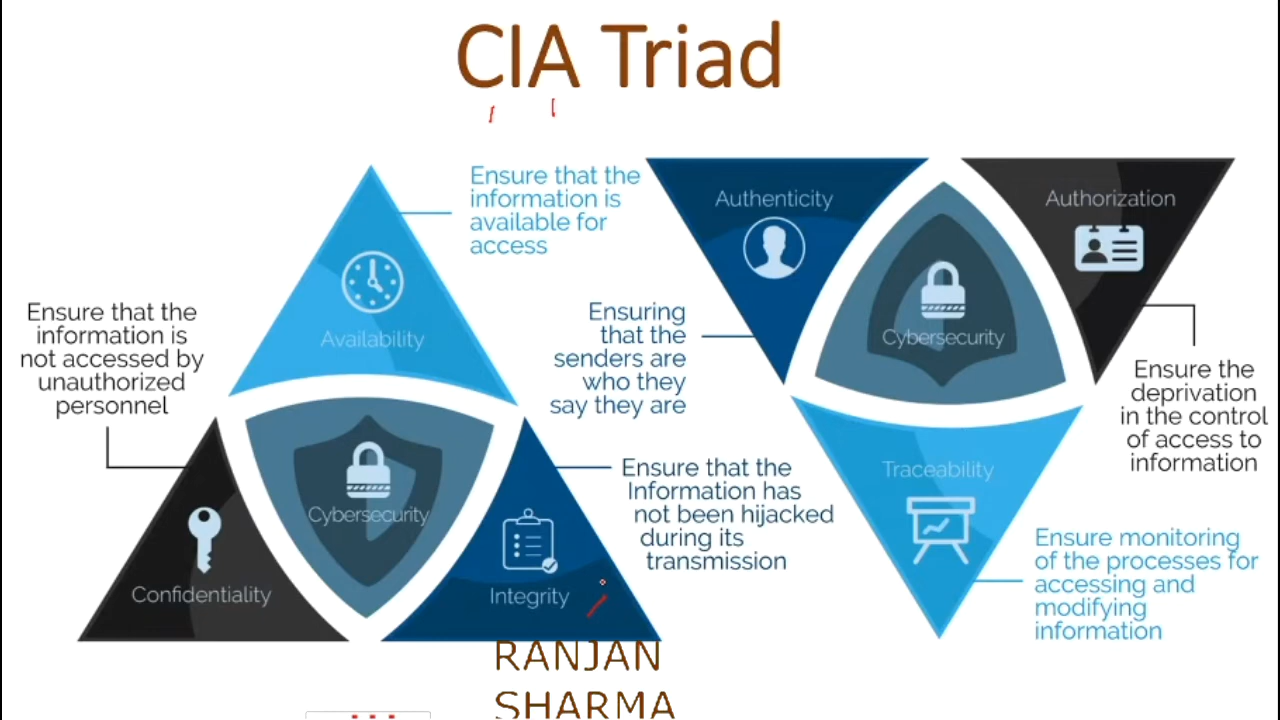 CIA Triad
Ensure that the
information is
available for
access
Availability
Ensure that the
information is
not accessed by
unauthorized
personnel
Confidentiality
Cybersecurity
Integrity
Ensure that the
Information has
not been hijacked
during its
transmission
Authenticity
Ensuring
that the
senders are
who they
say they are
Cybersecurity
Authorization
Ensure the
deprivation
in the control
of access to
information
Traceability
Ensure monitoring
of the processes for
accessing and
modifying
information
RANJAN
SHARMA